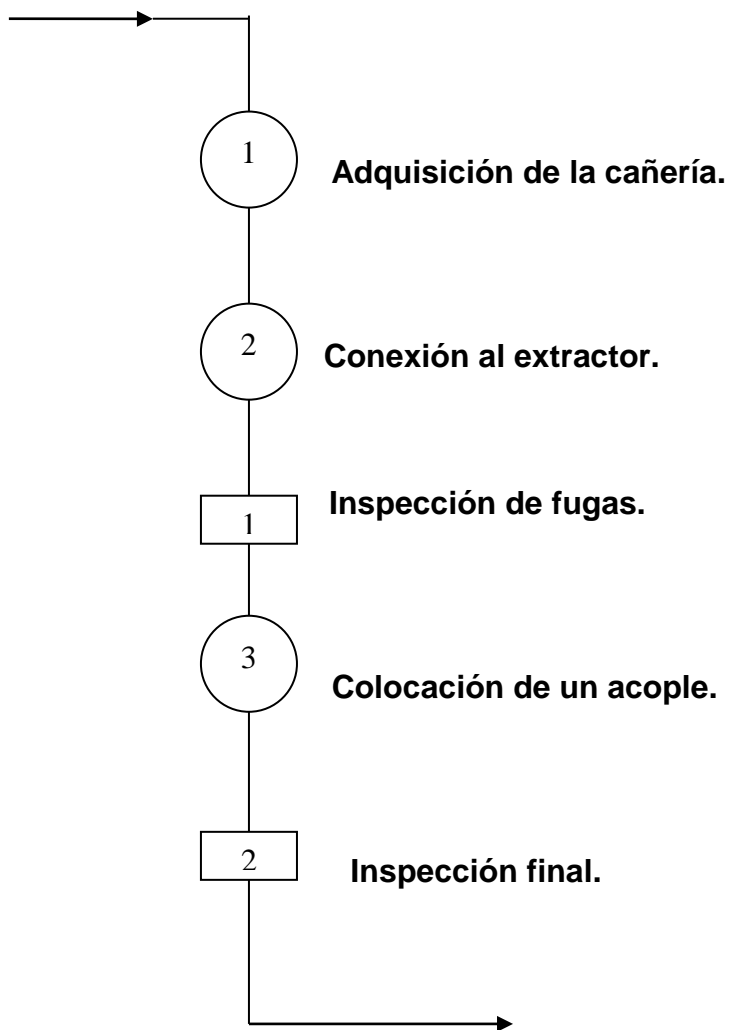 1
Adquisición de la cañería.
2
Conexión al extractor.
1
Inspección de fugas.
3
Colocación de un acople.
2
Inspección final.